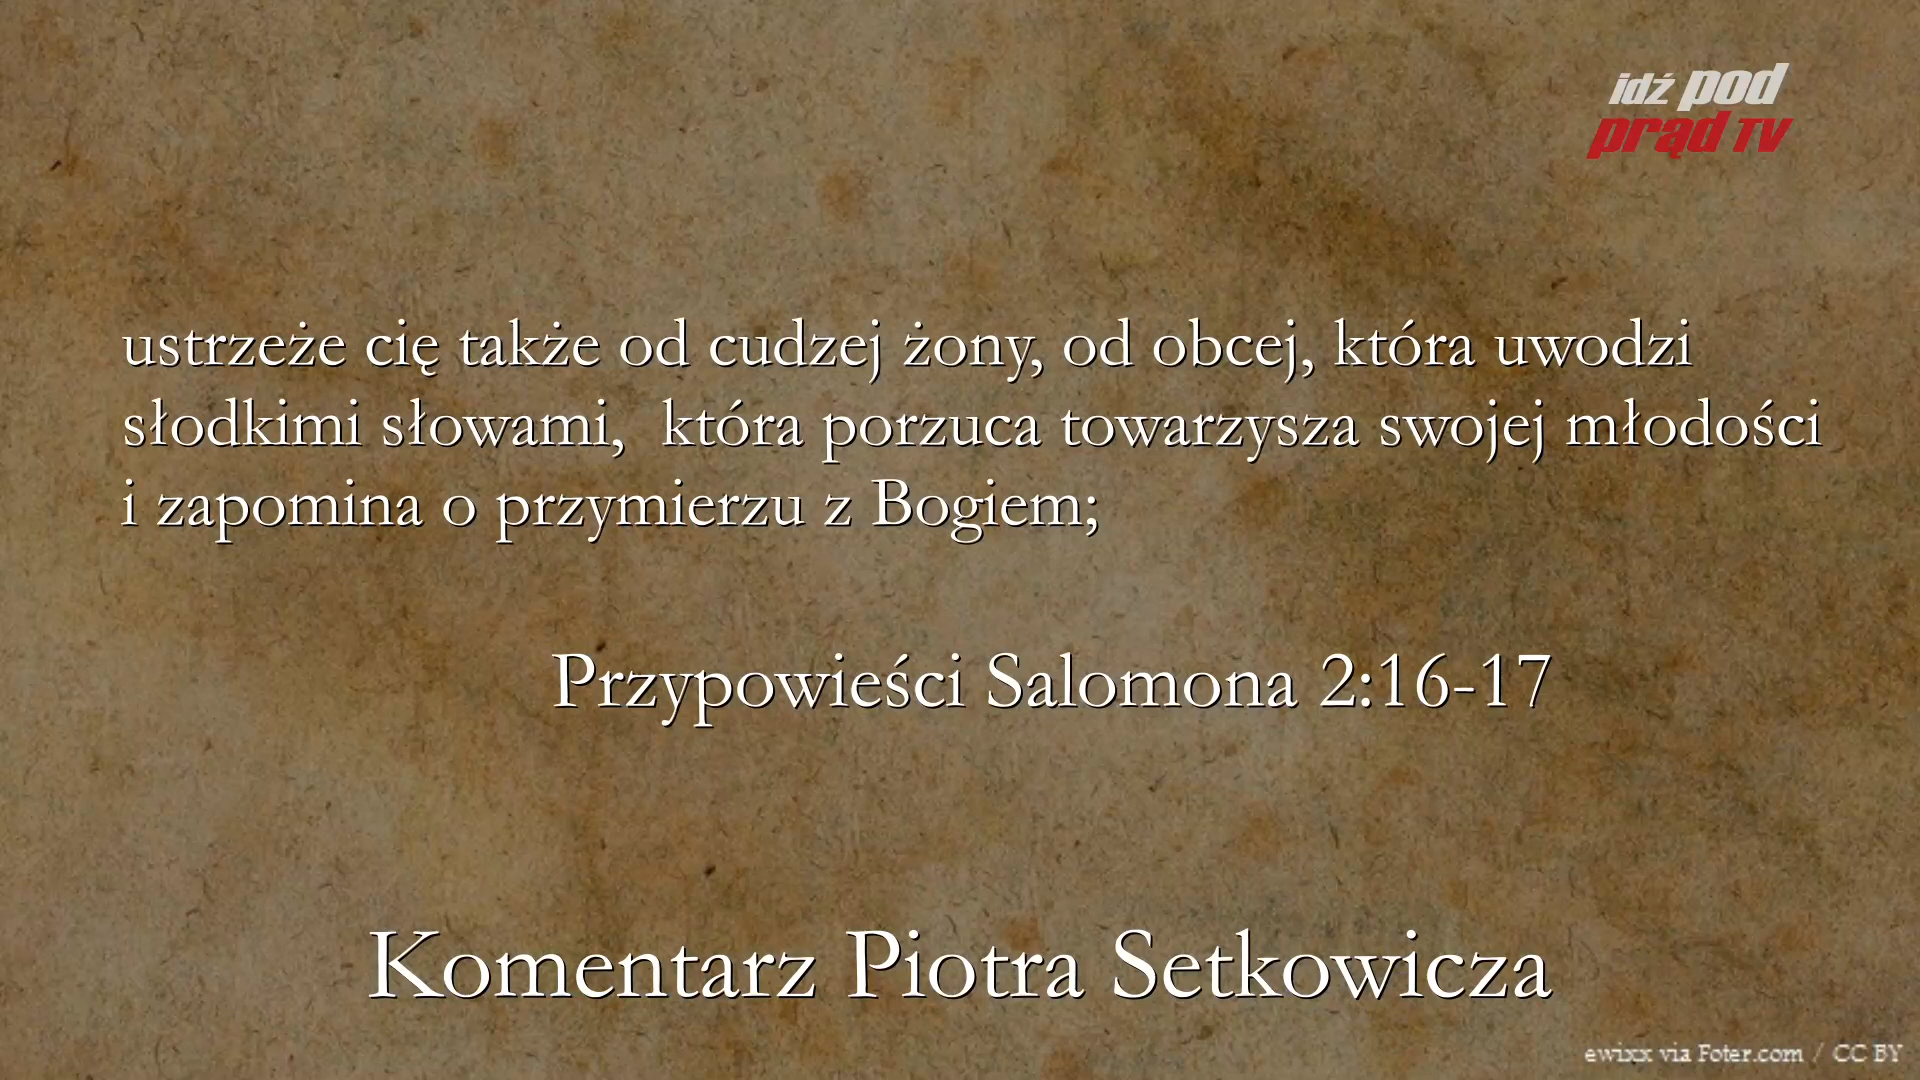 idź pod
prąd TV
ustrzeże cię także od cudzej żony, od obcej, która uwodzi
słodkimi słowami, która porzuca towarzysza swojej młodości
i zapomina o przymierzu z Bogiem;
Przypowieści Salomona 2:16-17
Komentarz Piotra Setkowicza
ewixx via Foter.com / CC BY